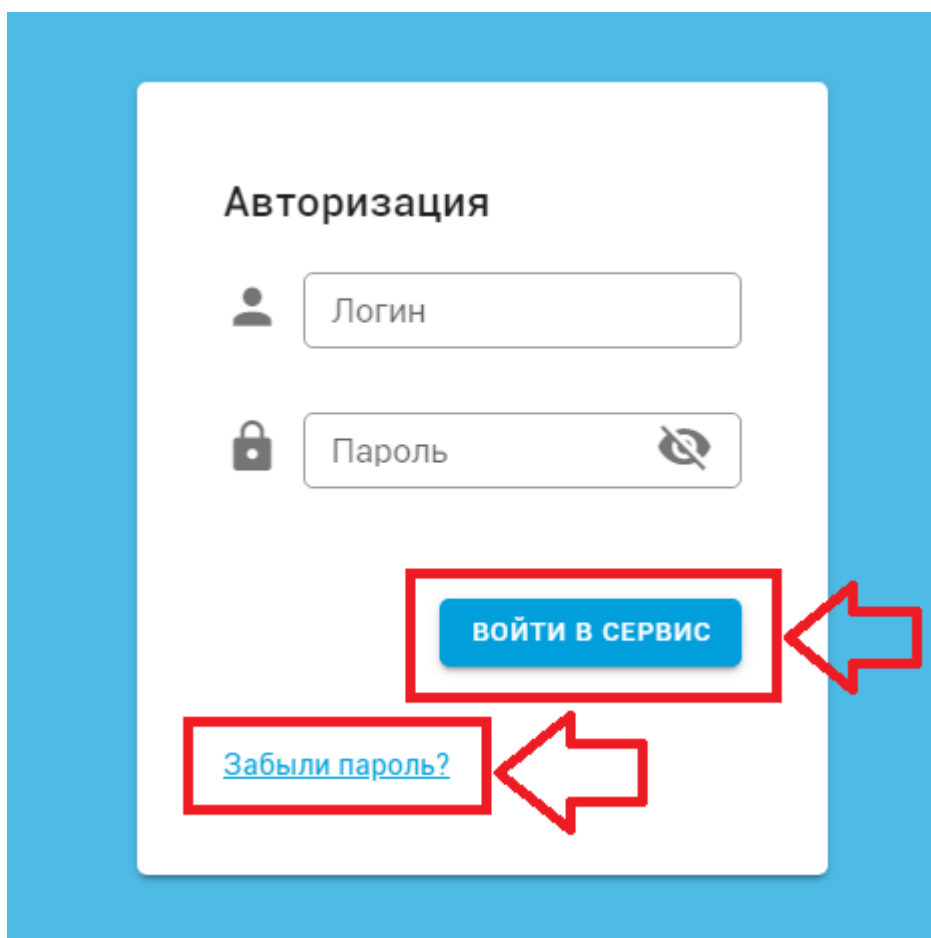 Авторизация
Логин
Пароль
ВОЙТИ В СЕРВИС
Забыли пароль?